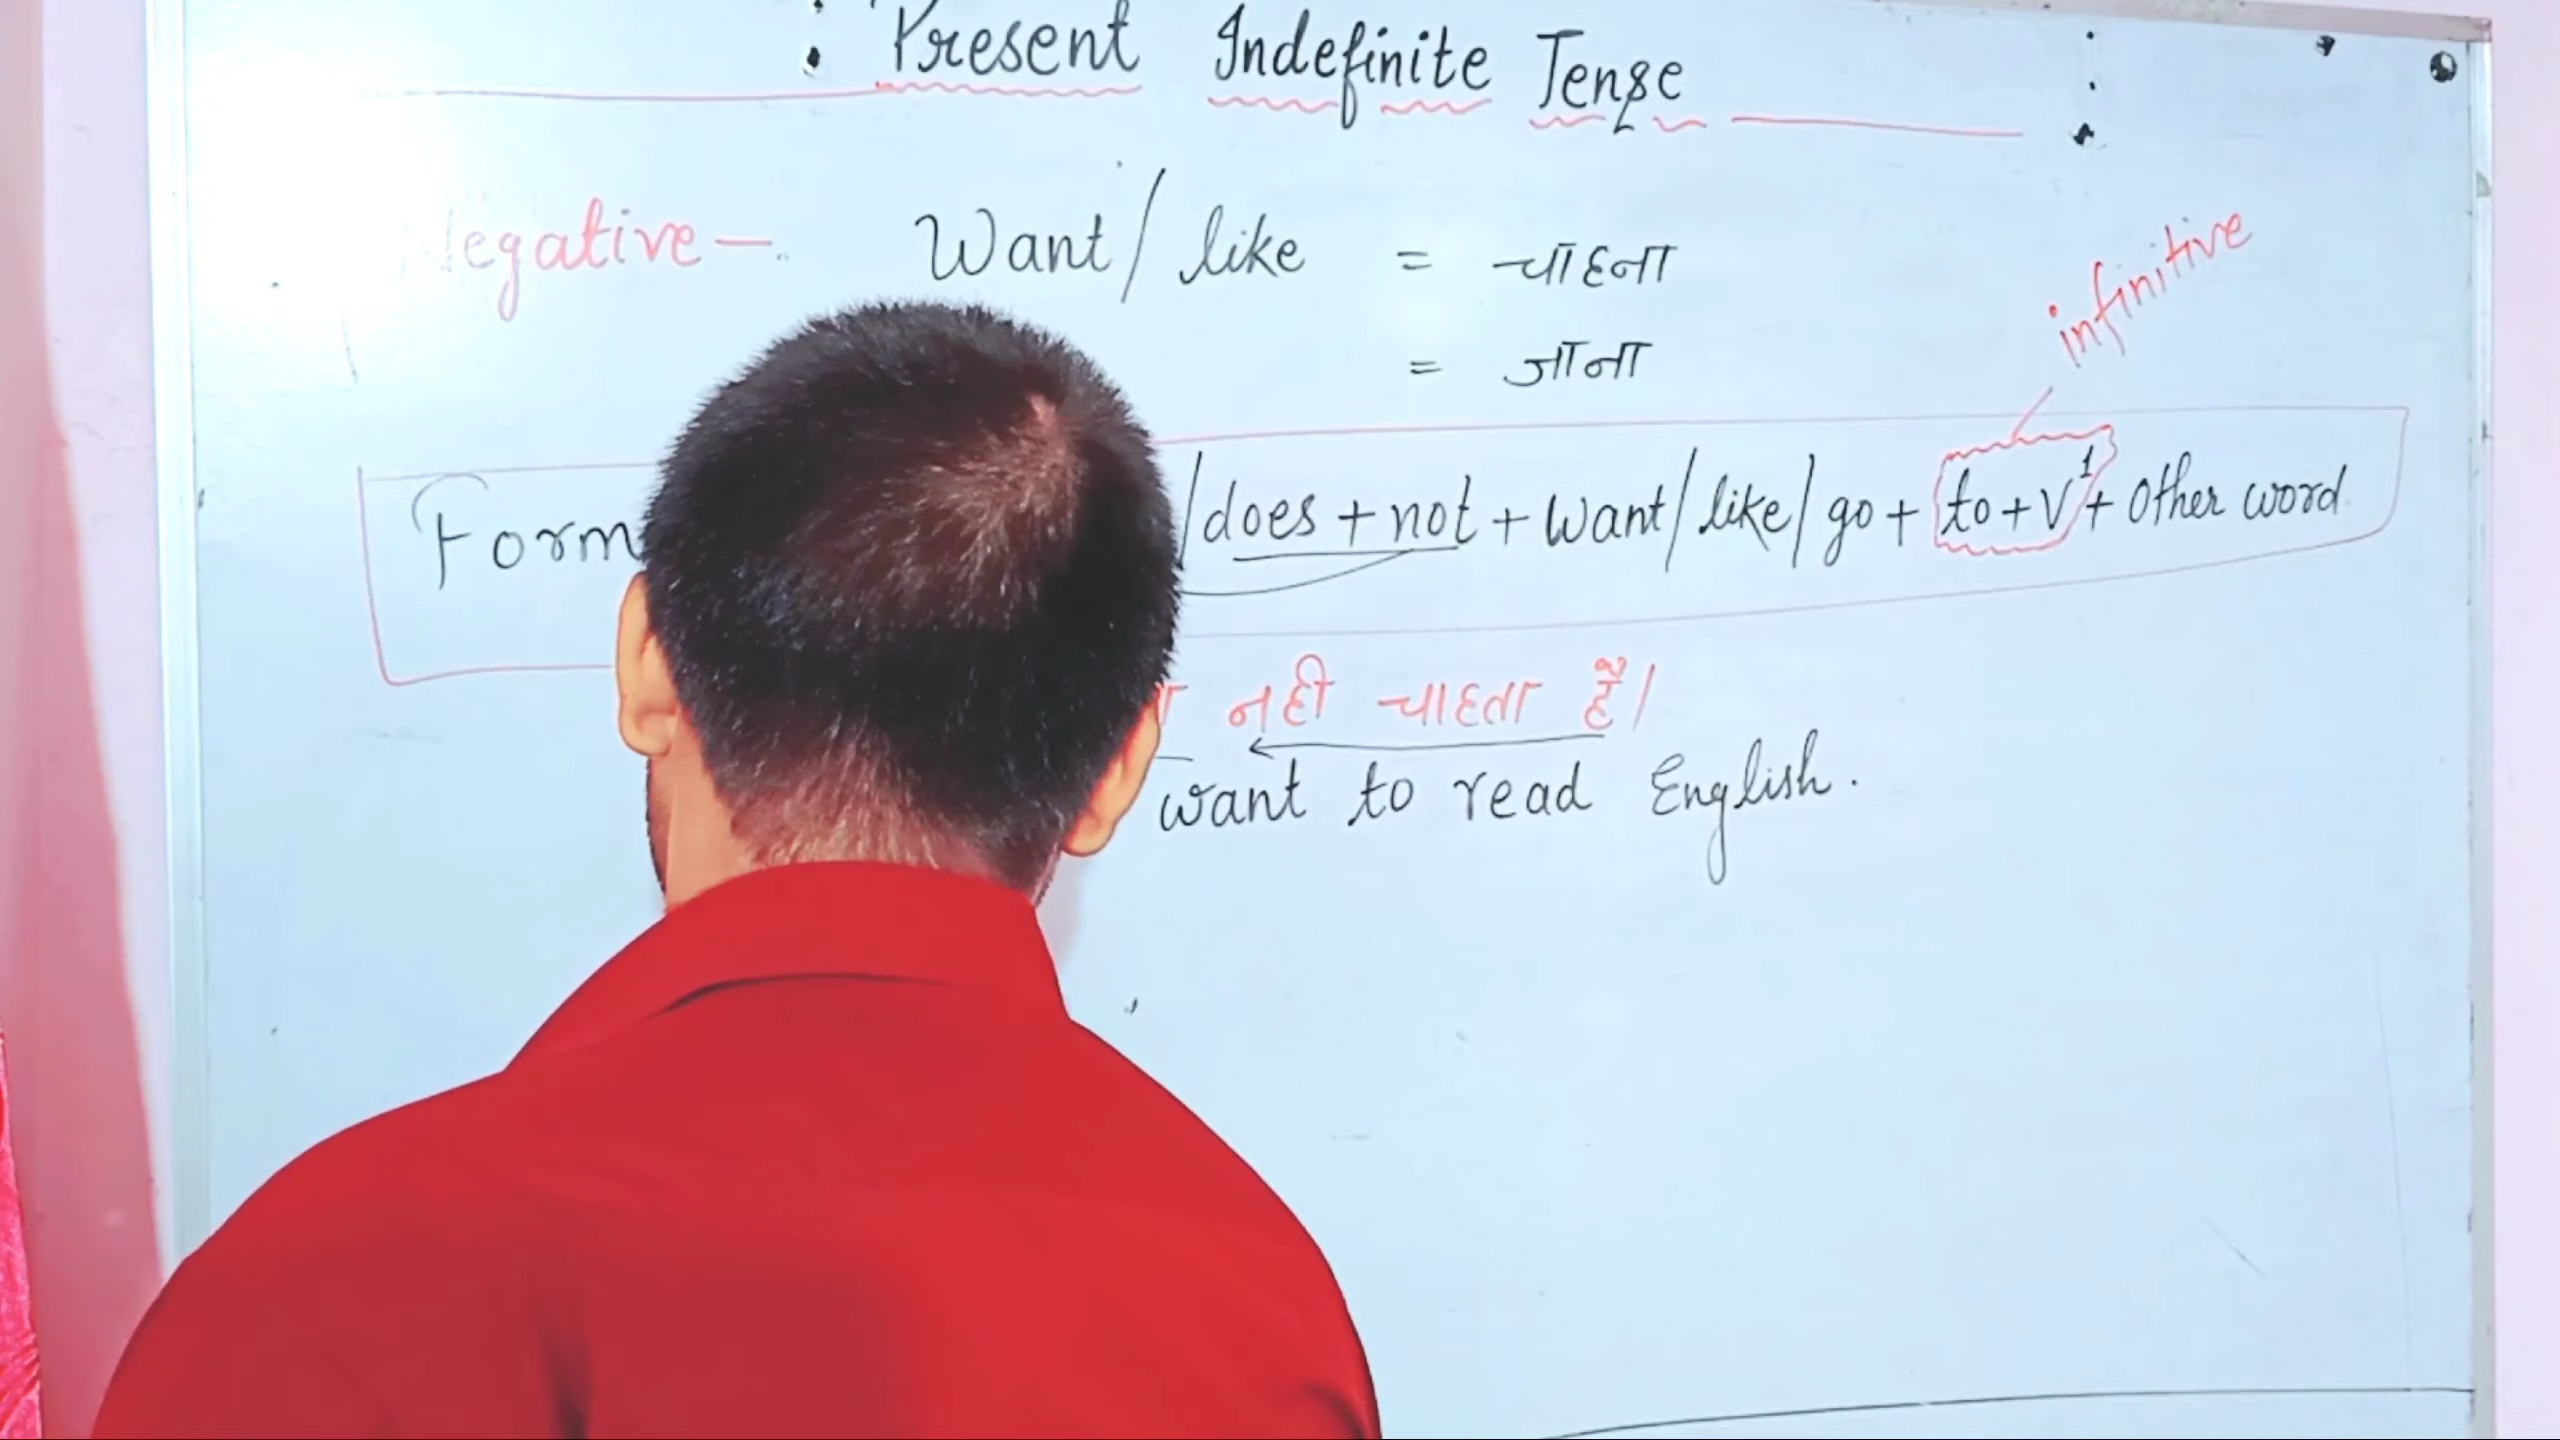 : Present Indefinite Tense :
Negative - Want / like = चाहना
= जाना
infinitive
Form /does + not + want / like / go + to + V¹ + Other word
नही चाहता हूँ।
want to read English.